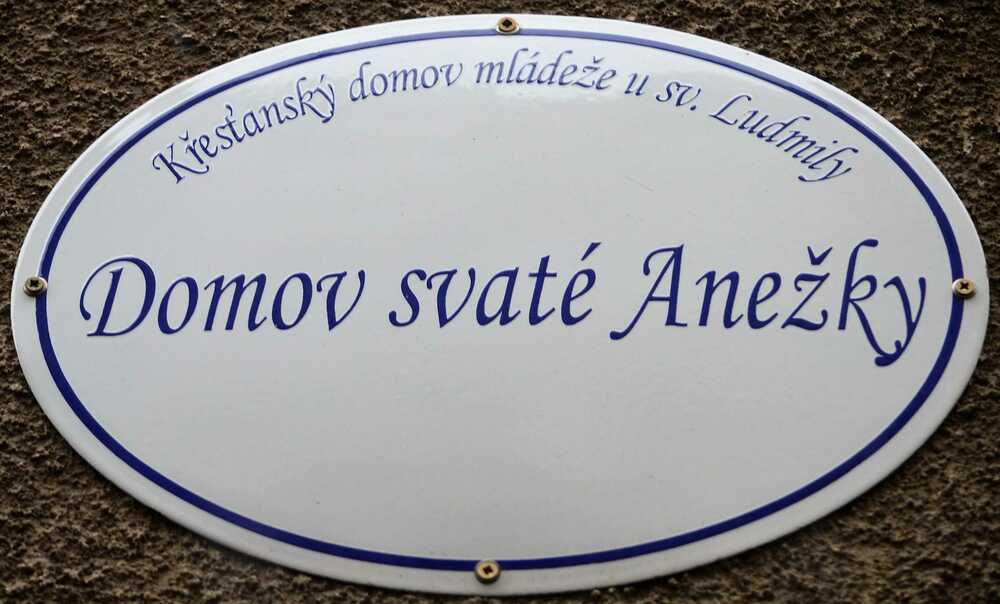 Křesťanský domov mládeže u sv. Ludmily
Domov svaté Anežky